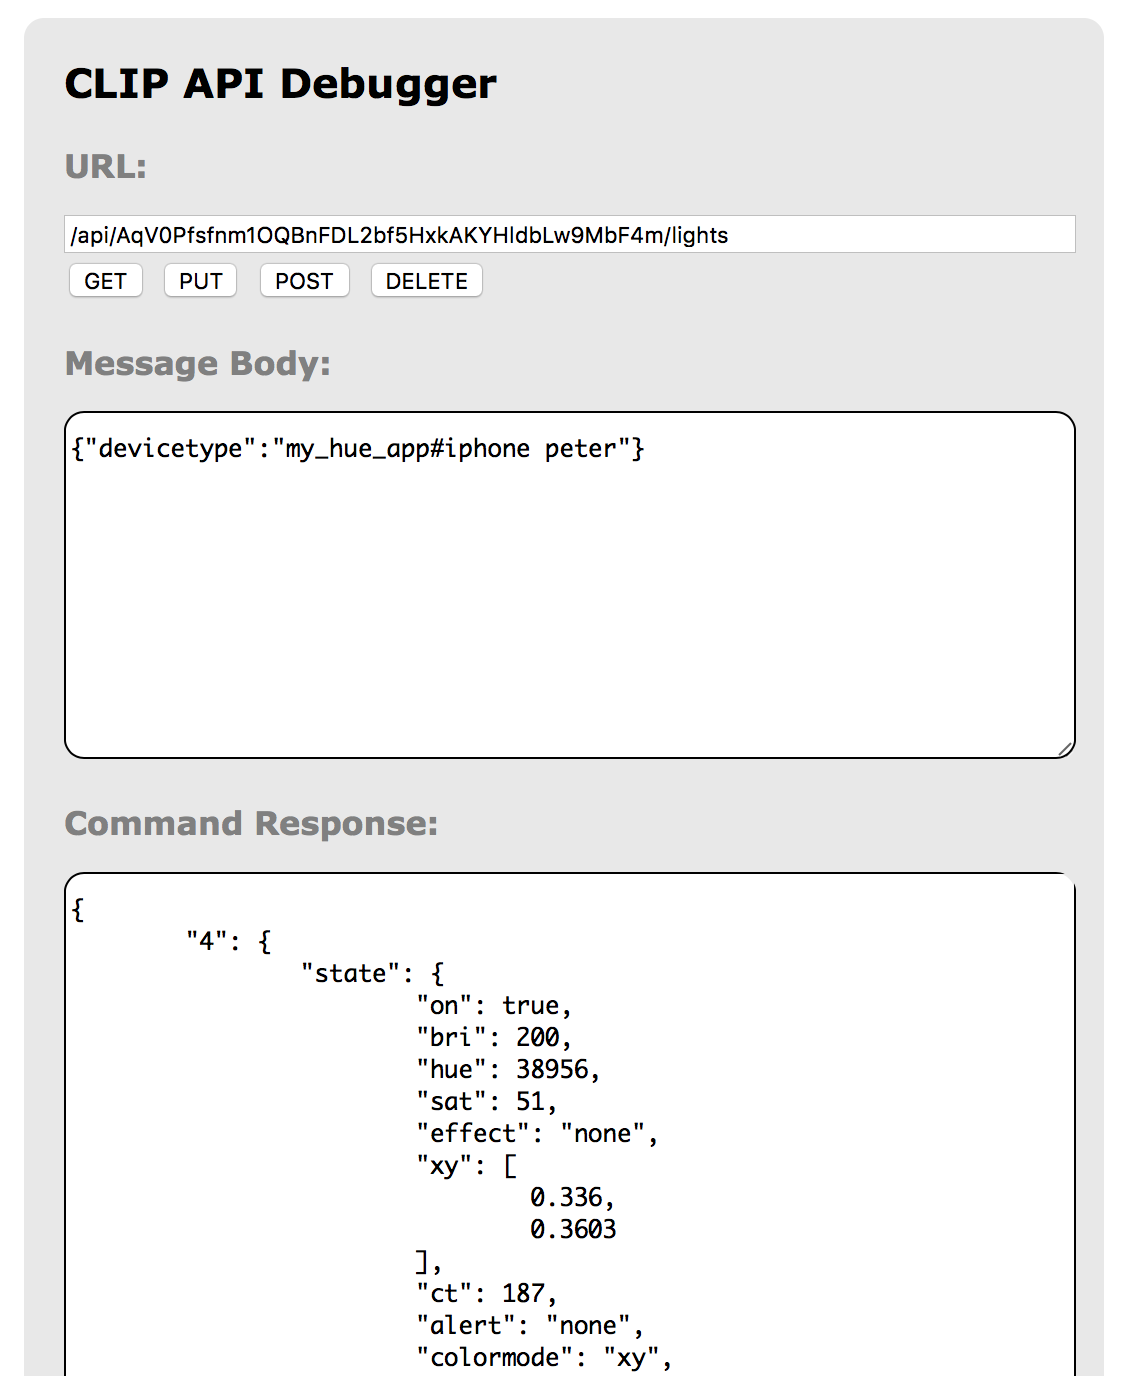 CLIP API Debugger
URL:
/api/AqV0Pfsfnm1OQBnFDL2bf5HxkAKYHldbLw9MbF4m/lights
GET PUT POST DELETE
Message Body:
{"devicetype":"my_hue_app#iphone peter"}
Command Response:
{
"4": {
"state": {
"on": true,
"bri": 200,
"hue": 38956,
"sat": 51,
"effect": "none",
"xy": [
0.336,
0.3603
],
"ct": 187,
"alert": "none",
"colormode": "xy",